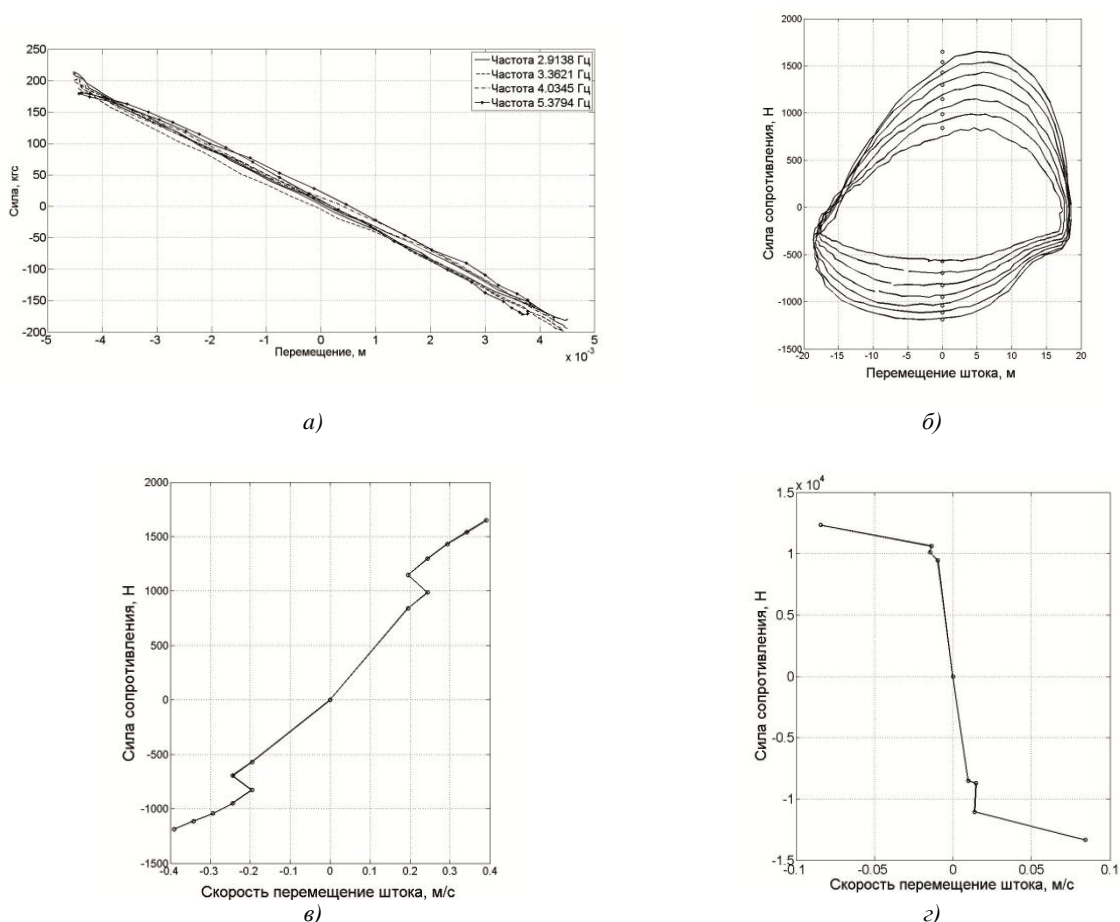 250
200
150
100
50
0
-50
-100
-150
-200
-5 -4 -3 -2 -1 0 1 2 3 4 5
x 10⁻³
Сила, кгс
Перемещение, м
Частота 2.9138 Гц
Частота 3.3621 Гц
Частота 4.0345 Гц
Частота 5.3794 Гц
а)
2000
1500
1000
500
0
-500
-1000
-1500
-20 -15 -10 -5 0 5 10 15 20
Сила сопротивления, Н
Перемещение штока, м
б)
2000
1500
1000
500
0
-500
-1000
-1500
-0.4 -0.3 -0.2 -0.1 0 0.1 0.2 0.3 0.4
Сила сопротивления, Н
Скорость перемещение штока, м/с
в)
x 10⁴
1.5
1
0.5
0
-0.5
-1
-1.5
-0.1 -0.05 0 0.05 0.1
Сила сопротивления, Н
Скорость перемещение штока, м/с
г)